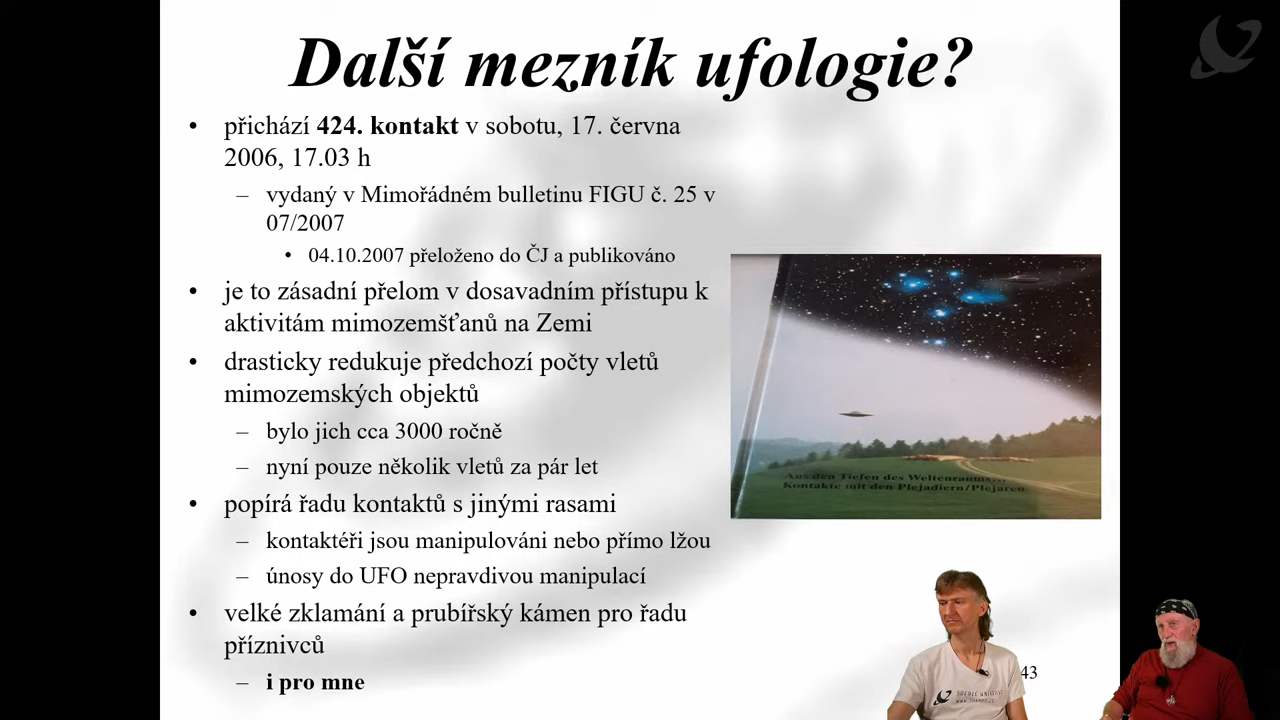 Další mezník ufologie?
• přichází 424. kontakt v sobotu, 17. června
2006, 17.03 h
– vydaný v Mimořádném bulletinu FIGU č. 25 v
07/2007
• 04.10.2007 přeloženo do ČJ a publikováno
• je to zásadní přelom v dosavadním přístupu k
aktivitám mimozemšťanů na Zemi
• drasticky redukuje předchozí počty vletů
mimozemských objektů
– bylo jich cca 3000 ročně
– nyní pouze několik vletů za pár let
• popírá řadu kontaktů s jinými rasami
– kontaktéři jsou manipulováni nebo přímo lžou
– únosy do UFO nepravdivou manipulací
• velké zklamání a prubířský kámen pro řadu
příznivců
– i pro mne
Aus den Tiefen des Weltenraums...
Kontakte mit den Plejadiern/Plejaren
43